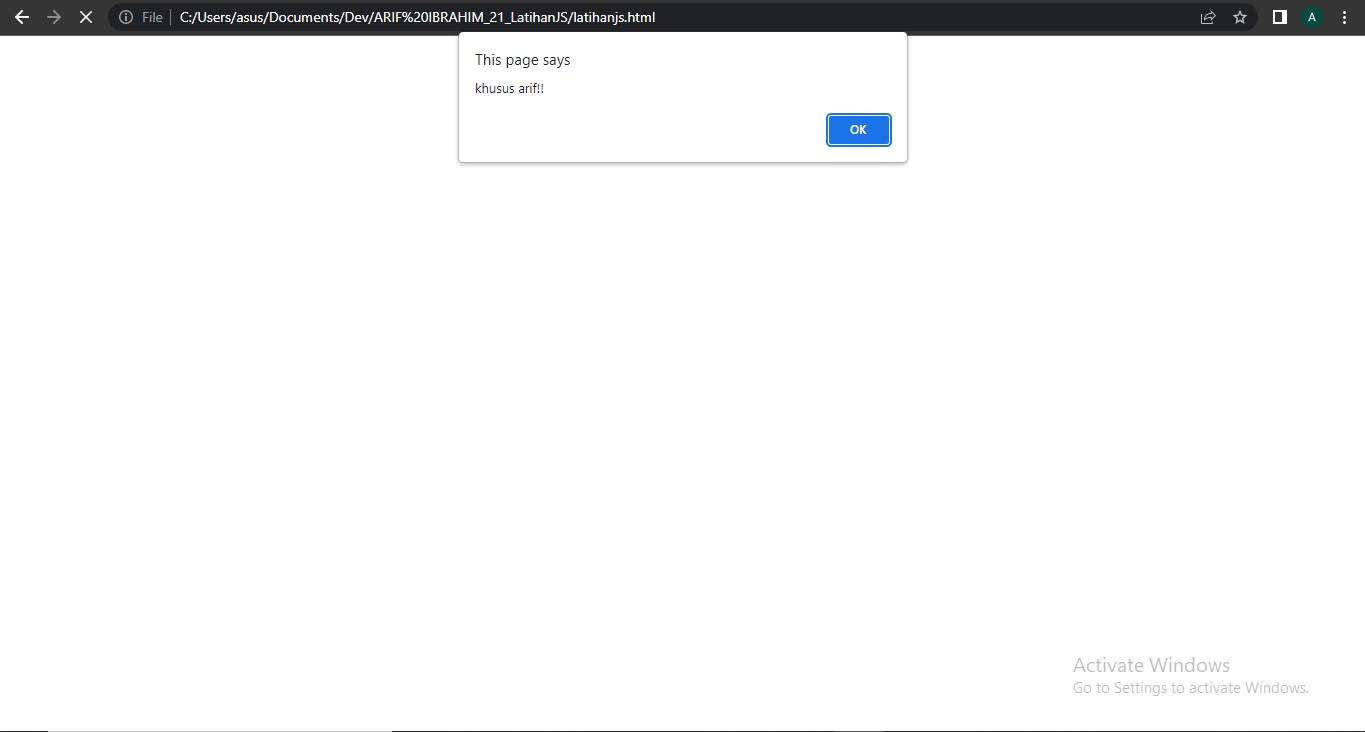 File C:/Users/asus/Documents/Dev/ARIF%20IBRAHIM_21_LatihanJS/latihanjs.html
A
This page says
khusus arif!!
OK
Activate Windows
Go to Settings to activate Windows.